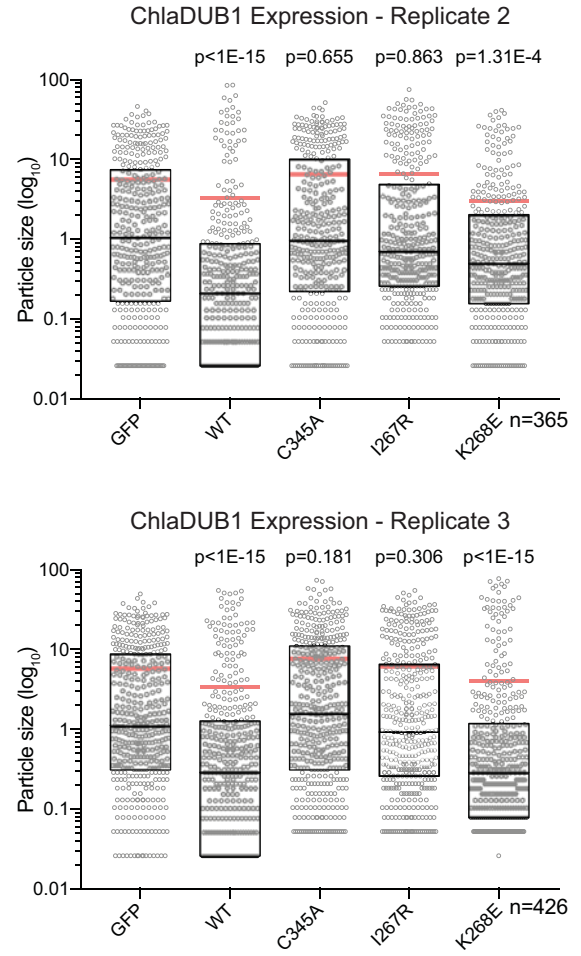 ChlaDUB1 Expression - Replicate 2
p<1E-15 p=0.655 p=0.863 p=1.31E-4
Particle size (log10)
100
10
1
0.1
0.01
GFP WT C345A I267R K268E n=365
ChlaDUB1 Expression - Replicate 3
p<1E-15 p=0.181 p=0.306 p<1E-15
Particle size (log10)
100
10
1
0.1
0.01
GFP WT C345A I267R K268E n=426